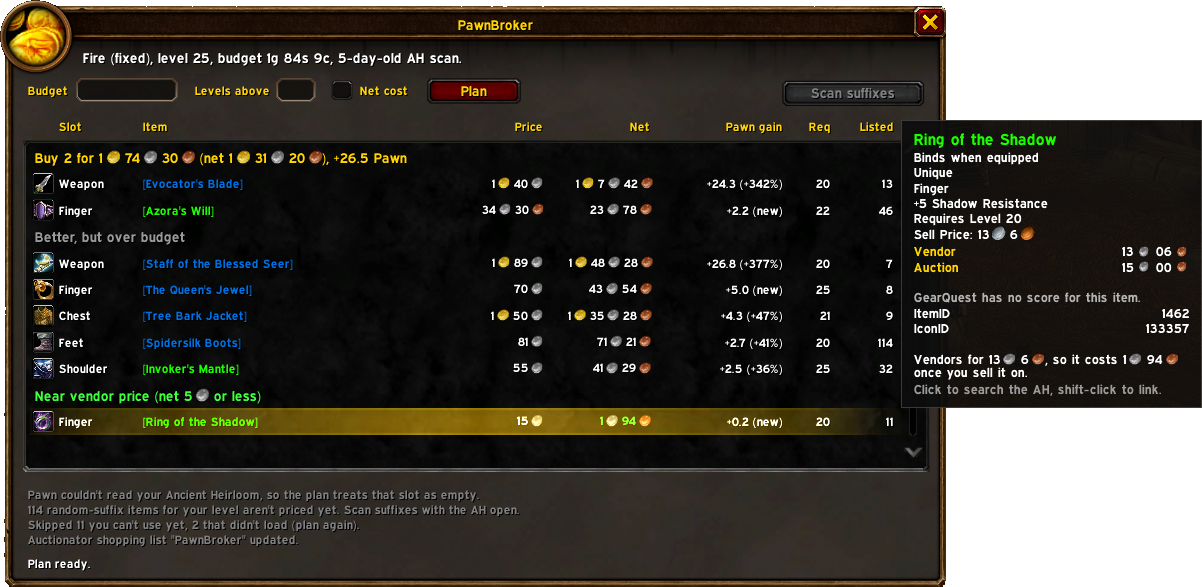 PawnBroker
Fire (fixed), level 25, budget 1g 84s 9c, 5-day-old AH scan.
Budget Levels above Net cost Plan Scan suffixes
Slot Item Price Net Pawn gain Req Listed
Buy 2 for 1 74 30 (net 1 31 20), +26.5 Pawn
Weapon [Evocator's Blade] 1 40 1 7 42 +24.3 (+342%) 20 13
Finger [Azora's Will] 34 30 23 78 +2.2 (new) 22 46
Better, but over budget
Weapon [Staff of the Blessed Seer] 1 89 1 48 28 +26.8 (+377%) 20 7
Finger [The Queen's Jewel] 70 43 54 +5.0 (new) 25 8
Chest [Tree Bark Jacket] 1 50 1 35 28 +4.3 (+47%) 21 9
Feet [Spidersilk Boots] 81 71 21 +2.7 (+41%) 20 114
Shoulder [Invoker's Mantle] 55 41 29 +2.5 (+36%) 25 32
Near vendor price (net 5 or less)
Finger [Ring of the Shadow] 15 1 94 +0.2 (new) 20 11
Pawn couldn't read your Ancient Heirloom, so the plan treats that slot as empty.
114 random-suffix items for your level aren't priced yet. Scan suffixes with the AH open.
Skipped 11 you can't use yet, 2 that didn't load (plan again).
Auctionator shopping list "PawnBroker" updated.
Plan ready.
Ring of the Shadow
Binds when equipped
Unique
Finger
+5 Shadow Resistance
Requires Level 20
Sell Price: 13 6
Vendor 13 06
Auction 15 00
GearQuest has no score for this item.
ItemID 1462
IconID 133357
Vendors for 13 6, so it costs 1 94
once you sell it on.
Click to search the AH, shift-click to link.